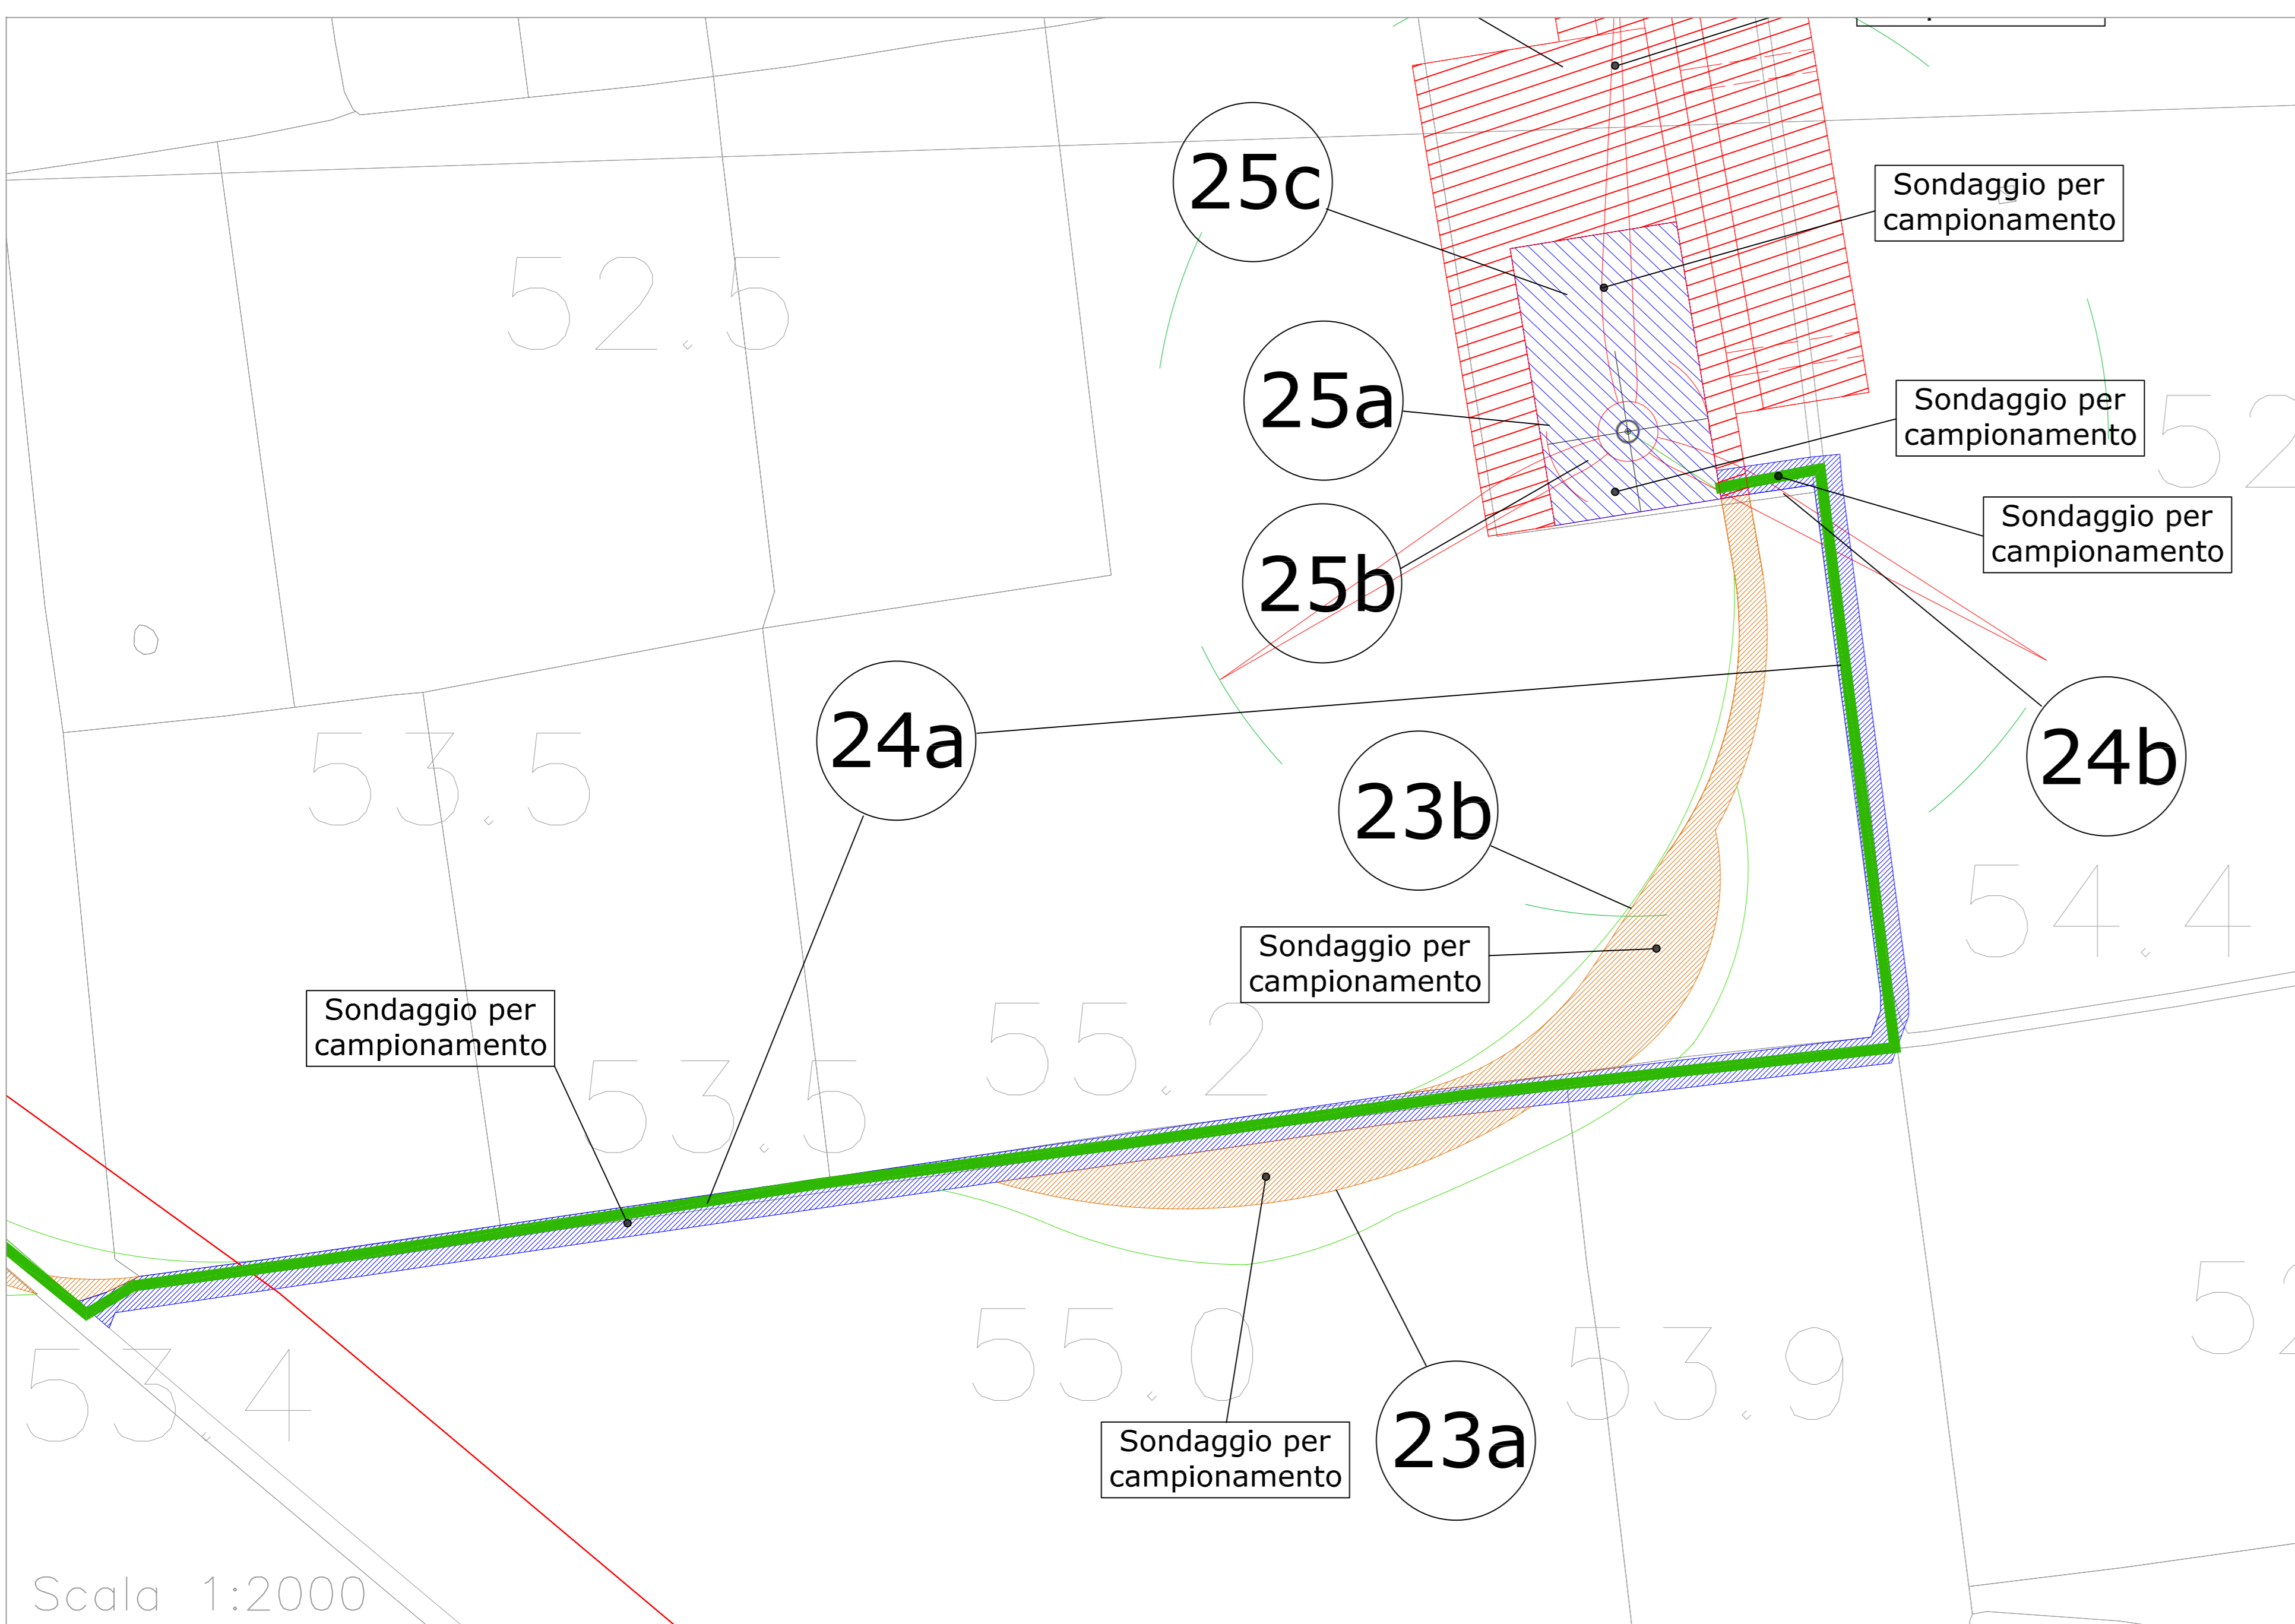 25c
Sondaggio per
campionamento
52.5
25a
Sondaggio per
campionamento
52
Sondaggio per
campionamento
25b
24a
24b
53.5
23b
54.4
Sondaggio per
campionamento
Sondaggio per
campionamento
55.2
53.5
55.0
53.9
53.4
Sondaggio per
campionamento
23a
Scala 1:2000